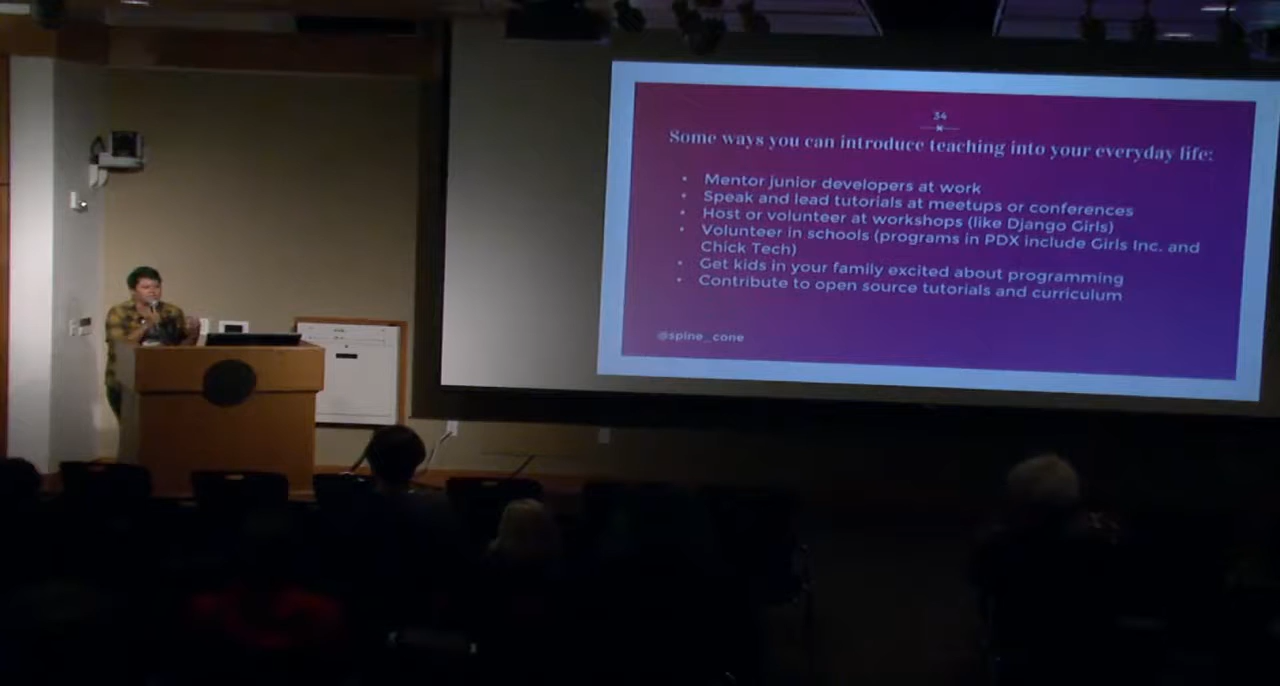 34
Some ways you can introduce teaching into your everyday life:
• Mentor junior developers at work
• Speak and lead tutorials at meetups or conferences
• Host or volunteer at workshops (like Django Girls)
• Volunteer in schools (programs in PDX include Girls Inc. and
Chick Tech)
• Get kids in your family excited about programming
• Contribute to open source tutorials and curriculum
@spine_cone